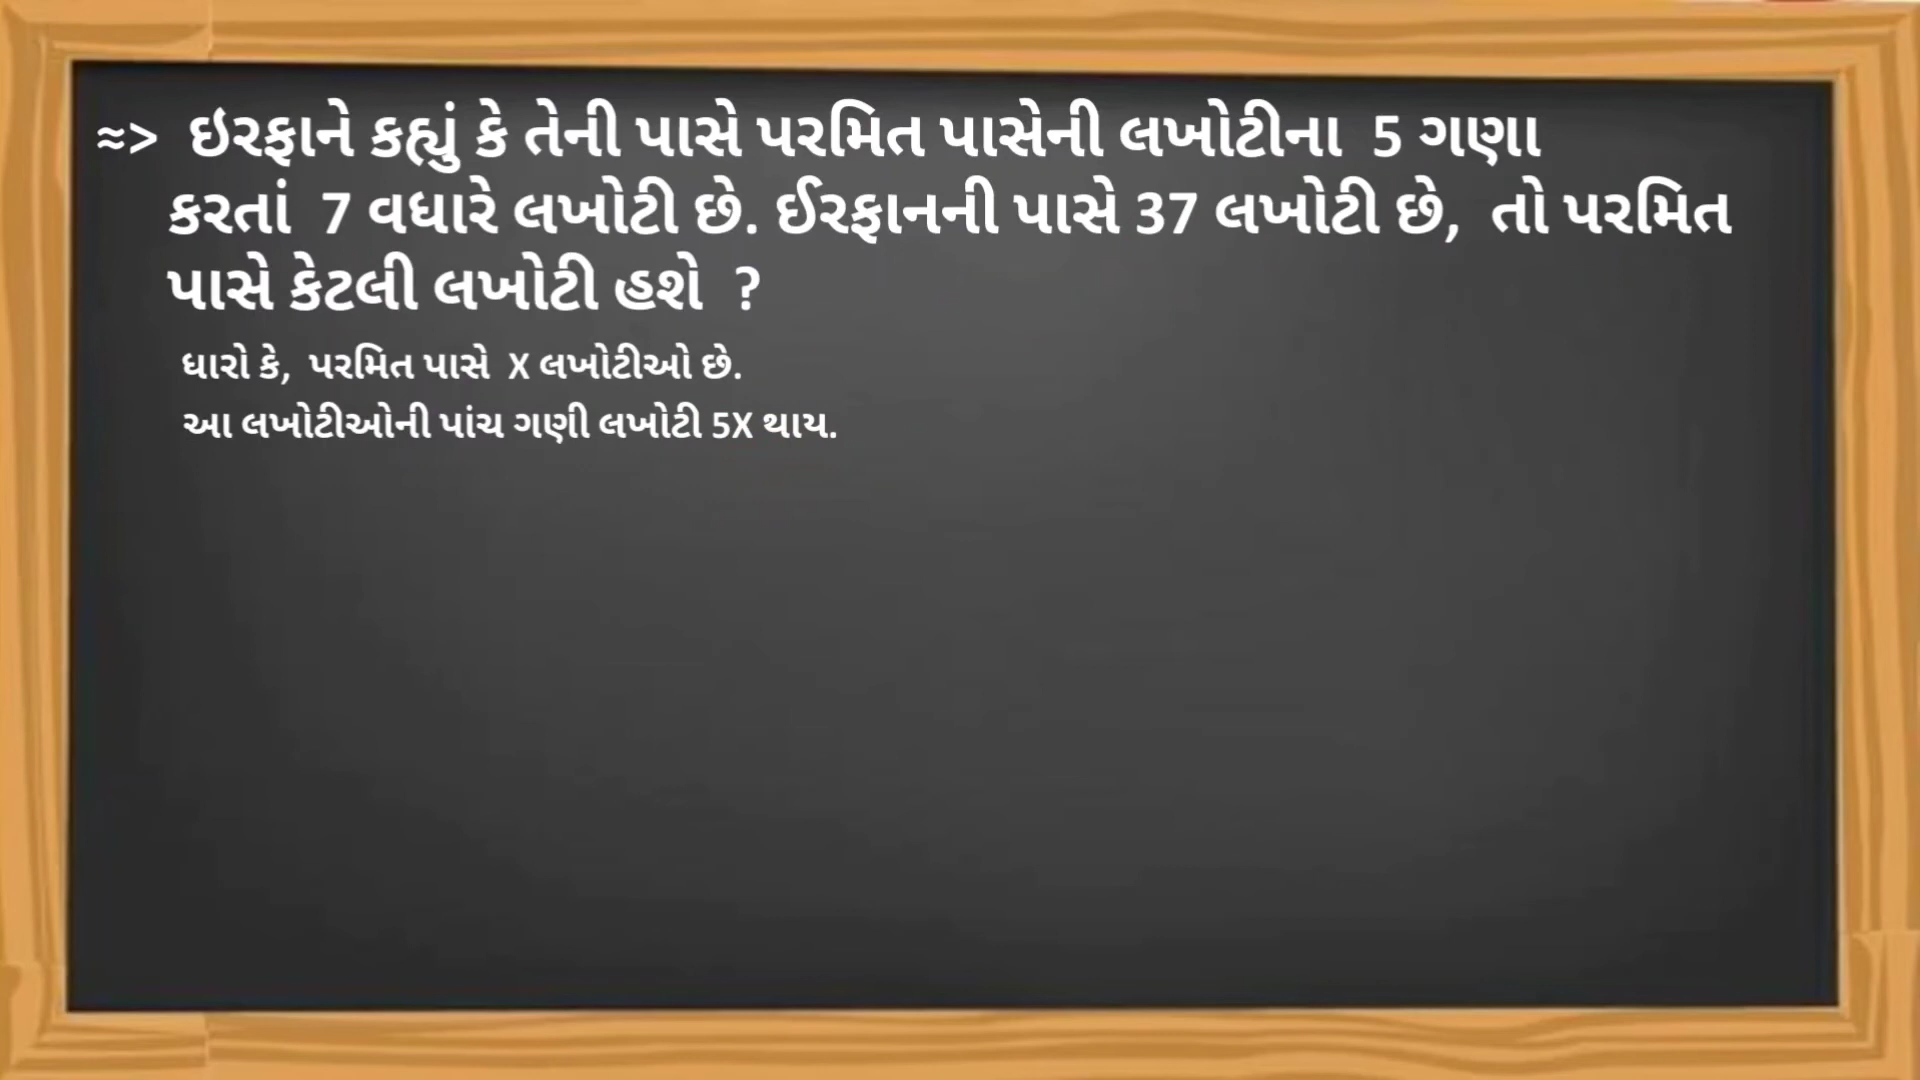 ≈> ઇરફાને કહ્યું કે તેની પાસે પરમિત પાસેની લખોટીના 5 ગણા
કરતાં 7 વધારે લખોટી છે. ઈરફાનની પાસે 37 લખોટી છે, તો પરમિત
પાસે કેટલી લખોટી હશે ?
ધારો કે, પરમિત પાસે X લખોટીઓ છે.
આ લખોટીઓની પાંચ ગણી લખોટી 5X થાય.